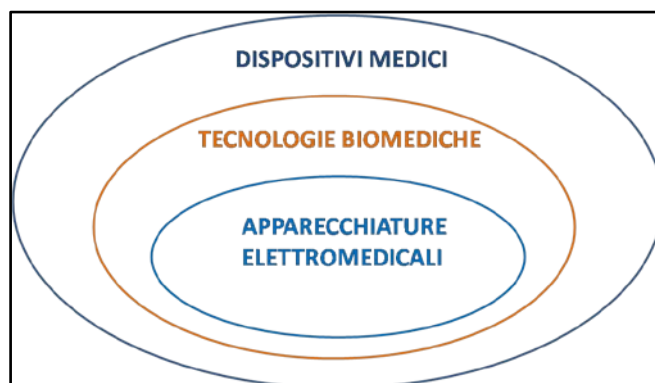 DISPOSITIVI MEDICI
TECNOLOGIE BIOMEDICHE
APPARECCHIATURE
ELETTROMEDICALI